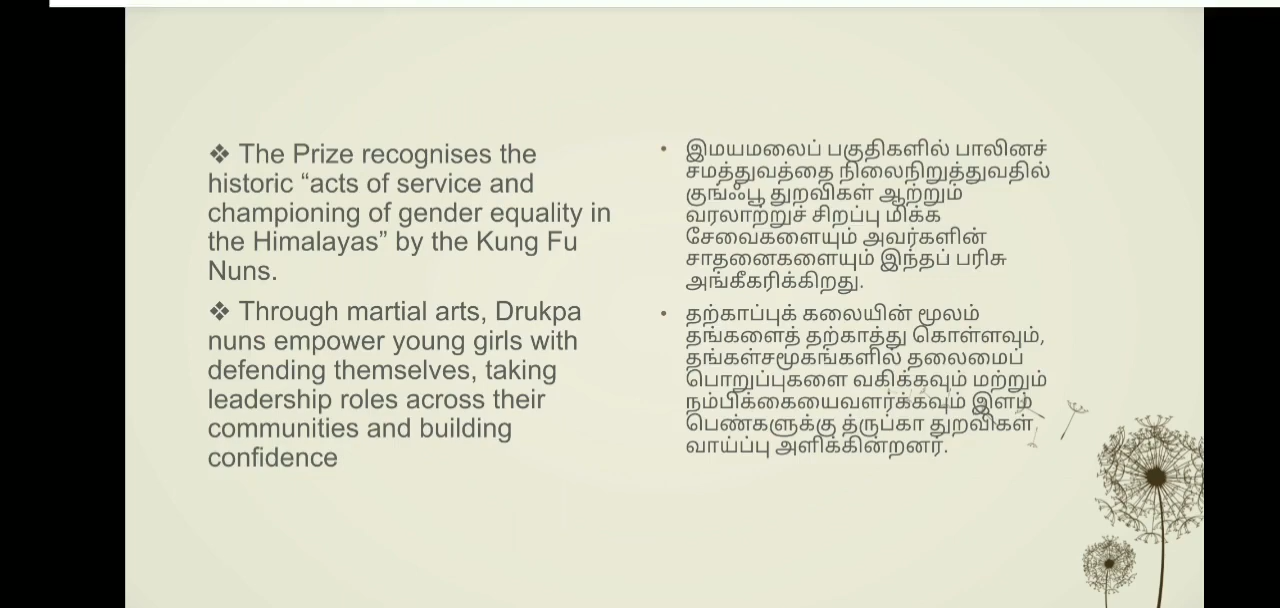 ❖ The Prize recognises the
historic “acts of service and
championing of gender equality in
the Himalayas” by the Kung Fu
Nuns.
❖ Through martial arts, Drukpa
nuns empower young girls with
defending themselves, taking
leadership roles across their
communities and building
confidence
• இமயமலைப் பகுதிகளில் பாலினச்
சமத்துவத்தை நிலைநிறுத்துவதில்
குங்ஃபூ துறவிகள் ஆற்றும்
வரலாற்றுச் சிறப்பு மிக்க
சேவைகளையும் அவர்களின்
சாதனைகளையும் இந்தப் பரிசு
அங்கீகரிக்கிறது.
• தற்காப்புக் கலையின் மூலம்
தங்களைத் தற்காத்து கொள்ளவும்,
தங்கள்சமூகங்களில் தலைமைப்
பொறுப்புகளை வகிக்கவும் மற்றும்
நம்பிக்கையைவளர்க்கவும் இளம்
பெண்களுக்கு த்ருப்கா துறவிகள்
வாய்ப்பு அளிக்கின்றனர்.